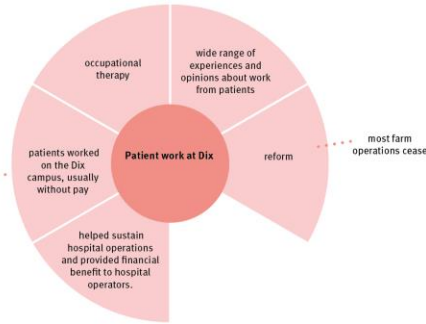 occupational
therapy
wide range of
experiences and
opinions about work
from patients
patients worked
on the Dix
campus, usually
without pay
Patient work at Dix
reform
most farm
operations cease
helped sustain
hospital operations
and provided financial
benefit to hospital
operators.